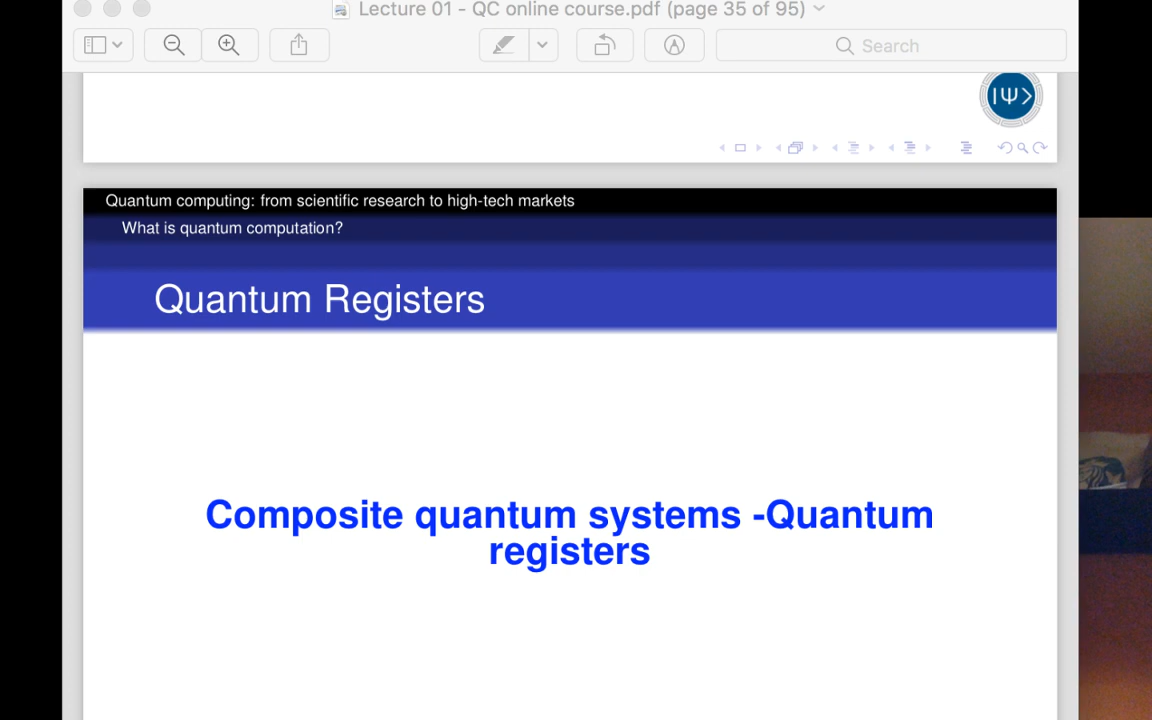 Lecture 01 - QC online course.pdf (page 35 of 95)
Search
|Ψ>
Quantum computing: from scientific research to high-tech markets
What is quantum computation?
Quantum Registers
Composite quantum systems -Quantum
registers